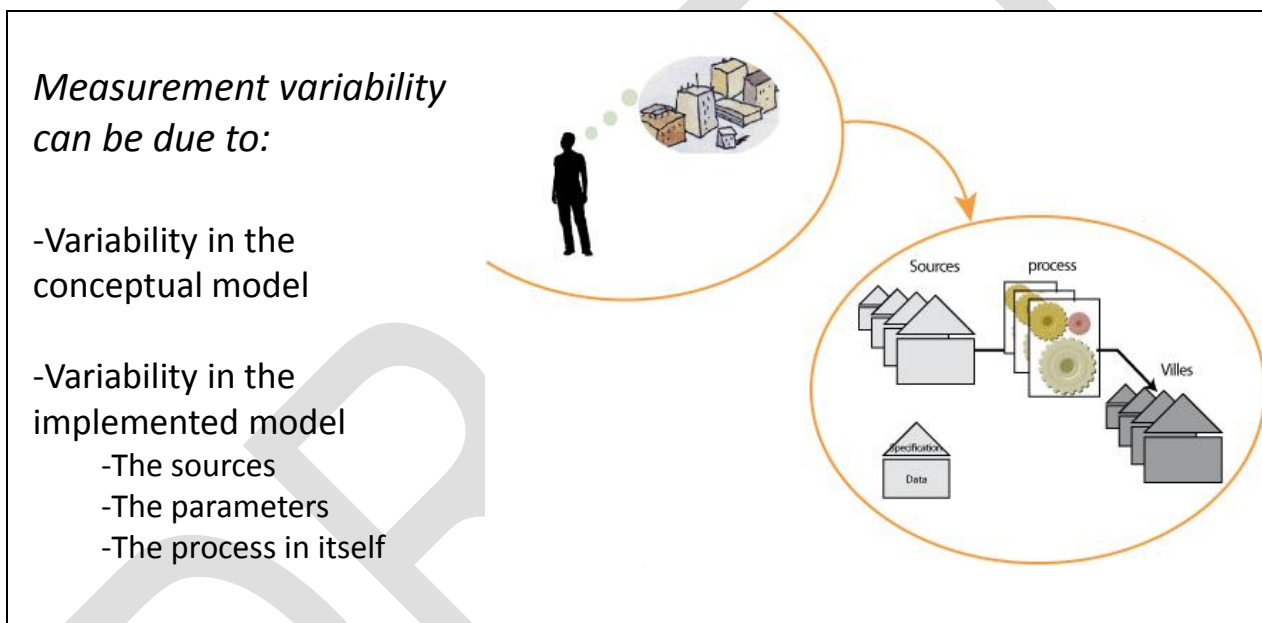 Measurement variability
can be due to:
-Variability in the
conceptual model
-Variability in the
implemented model
-The sources
-The parameters
-The process in itself
Sources
process
Villes
Specification
Data